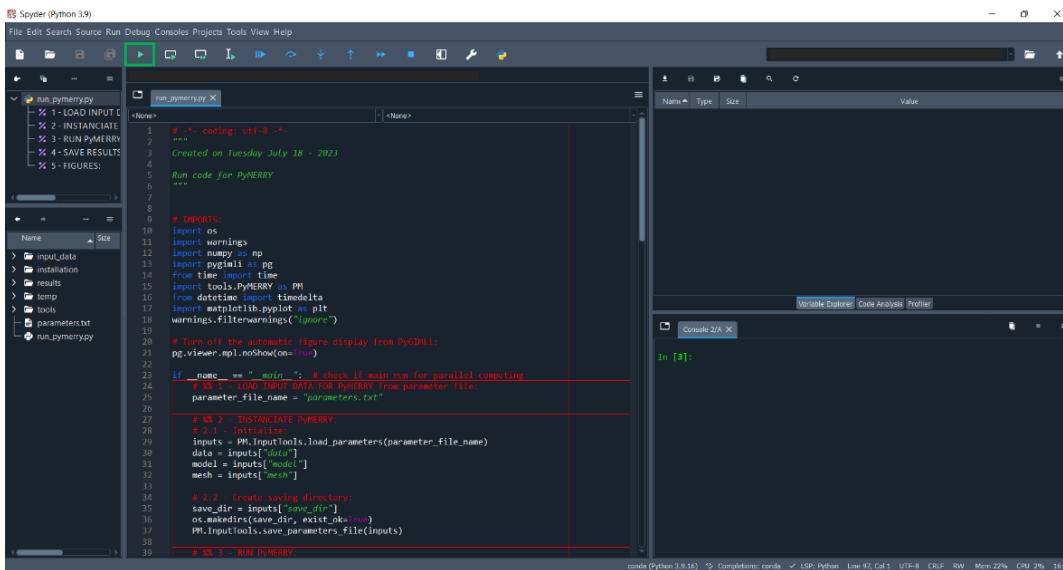 Spyder (Python 3.9)
File Edit Search Source Run Debug Consoles Projects Tools View Help
run_pymerry.py
1 - LOAD INPUT D
2 - INSTANCIATE
3 - RUN PyMERRY
4 - SAVE RESULTS
5 - FIGURES:
Name Size
input_data
installation
results
temp
tools
parameters.txt
run_pymerry.py
run_pymerry.py
<None> <None>
1 # -*- coding: utf-8 -*-
2 """
3 Created on Tuesday July 18 - 2023
4
5 Run code for PyMERRY
6 """
7
8
9 # IMPORTS:
10 import os
11 import warnings
12 import numpy as np
13 import pygimli as pg
14 from time import time
15 import tools.PyMERRY as PM
16 from datetime import timedelta
17 import matplotlib.pyplot as plt
18 warnings.filterwarnings("ignore")
19
20 # Turn off the automatic figure display from PyGIMLi:
21 pg.viewer.mpl.noShow(on=True)
22
23 if __name__ == "__main__": # check if main run for parallel computing
24 # %% 1 - LOAD INPUT DATA FOR PyMERRY from parameter file:
25 parameter_file_name = "parameters.txt"
26
27 # %% 2 - INSTANCIATE PyMERRY:
28 # 2.1 - Initialize:
29 inputs = PM.InputTools.load_parameters(parameter_file_name)
30 data = inputs["data"]
31 model = inputs["model"]
32 mesh = inputs["mesh"]
33
34 # 2.2 - Create saving directory:
35 save_dir = inputs["save_dir"]
36 os.makedirs(save_dir, exist_ok=True)
37 PM.InputTools.save_parameters_file(inputs)
38
39 # %% 3 - RUN PyMERRY:
Name Type Size Value
Variable Explorer Code Analysis Profiler
Console 2/A
In [3]:
conda (Python 3.9.16) Completions: conda LSP: Python Line 97, Col 1 UTF-8 CRLF RW Mem 22% CPU 2%